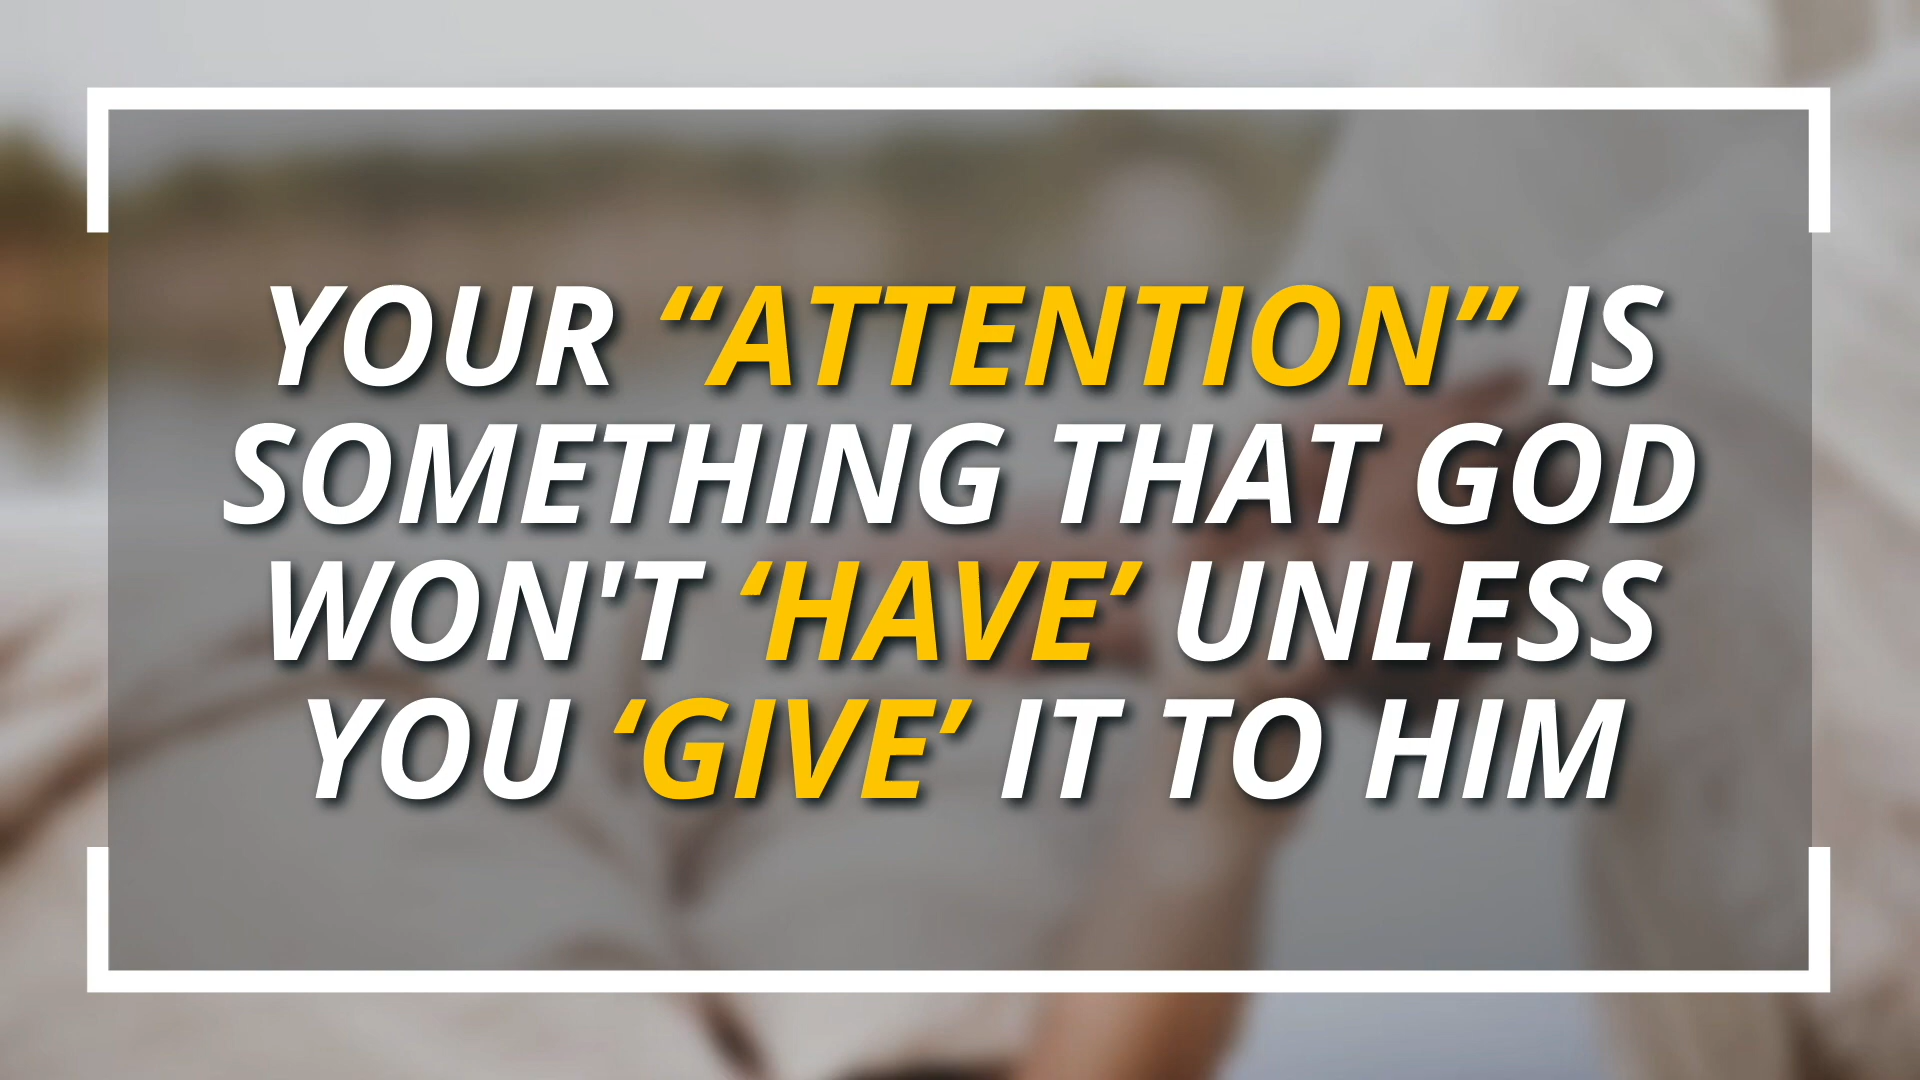 YOUR “ATTENTION” IS
SOMETHING THAT GOD
WON'T ‘HAVE’ UNLESS
YOU ‘GIVE’ IT TO HIM